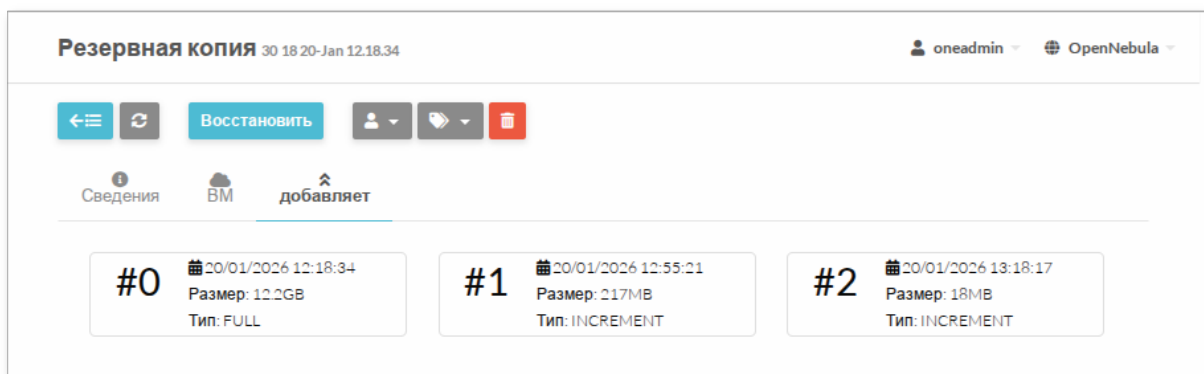 Резервная копия 30 18 20-Jan 12.18.34
oneadmin
OpenNebula
Восстановить
Сведения
ВМ
добавляет
#0
20/01/2026 12:18:34
Размер: 12.2GB
Тип: FULL
#1
20/01/2026 12:55:21
Размер: 217MB
Тип: INCREMENT
#2
20/01/2026 13:18:17
Размер: 18MB
Тип: INCREMENT